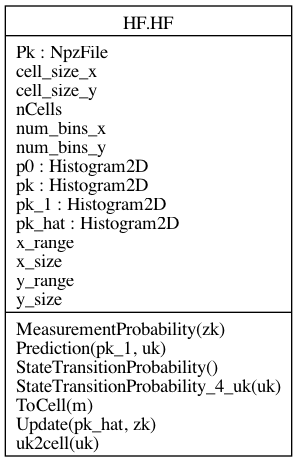 HF.HF
Pk : NpzFile
cell_size_x
cell_size_y
nCells
num_bins_x
num_bins_y
p0 : Histogram2D
pk : Histogram2D
pk_1 : Histogram2D
pk_hat : Histogram2D
x_range
x_size
y_range
y_size
MeasurementProbability(zk)
Prediction(pk_1, uk)
StateTransitionProbability()
StateTransitionProbability_4_uk(uk)
ToCell(m)
Update(pk_hat, zk)
uk2cell(uk)